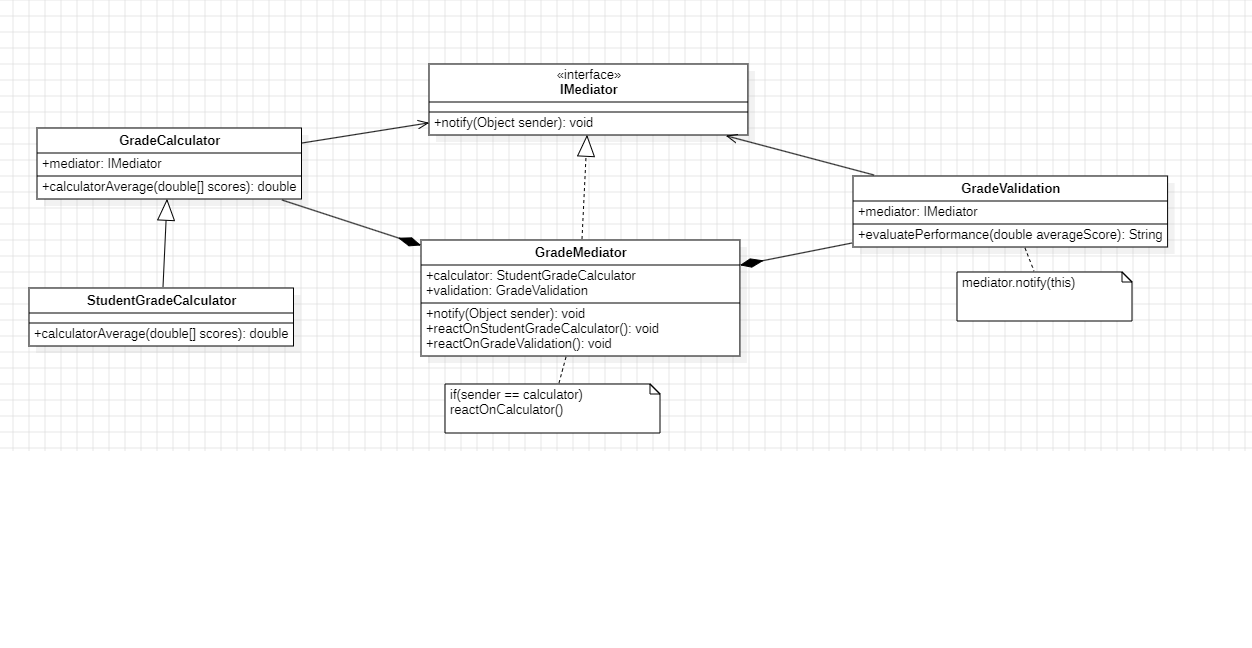 «interface»
IMediator
+notify(Object sender): void
GradeCalculator
+mediator: IMediator
+calculatorAverage(double[] scores): double
GradeValidation
+mediator: IMediator
+evaluatePerformance(double averageScore): String
GradeMediator
+calculator: StudentGradeCalculator
+validation: GradeValidation
+notify(Object sender): void
+reactOnStudentGradeCalculator(): void
+reactOnGradeValidation(): void
mediator.notify(this)
StudentGradeCalculator
+calculatorAverage(double[] scores): double
if(sender == calculator)
reactOnCalculator()